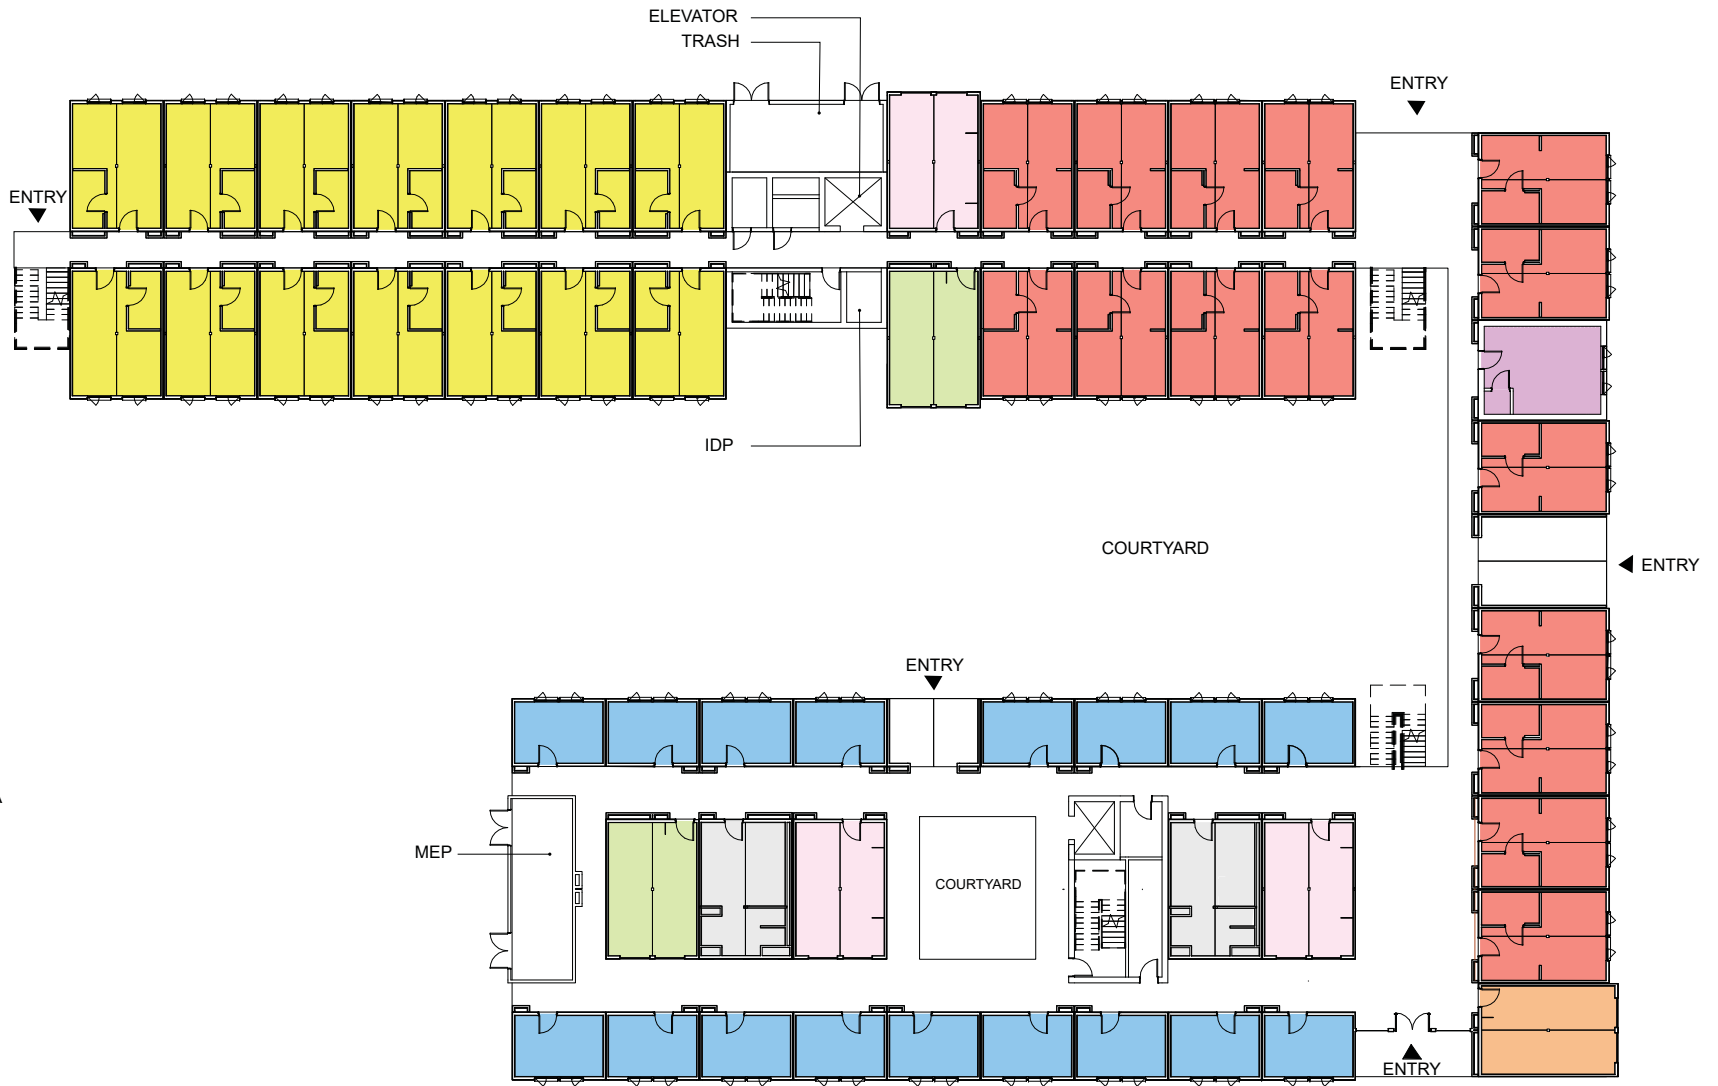 ELEVATOR
TRASH
ENTRY
ENTRY
IDP
COURTYARD
ENTRY
ENTRY
MEP
COURTYARD
ENTRY